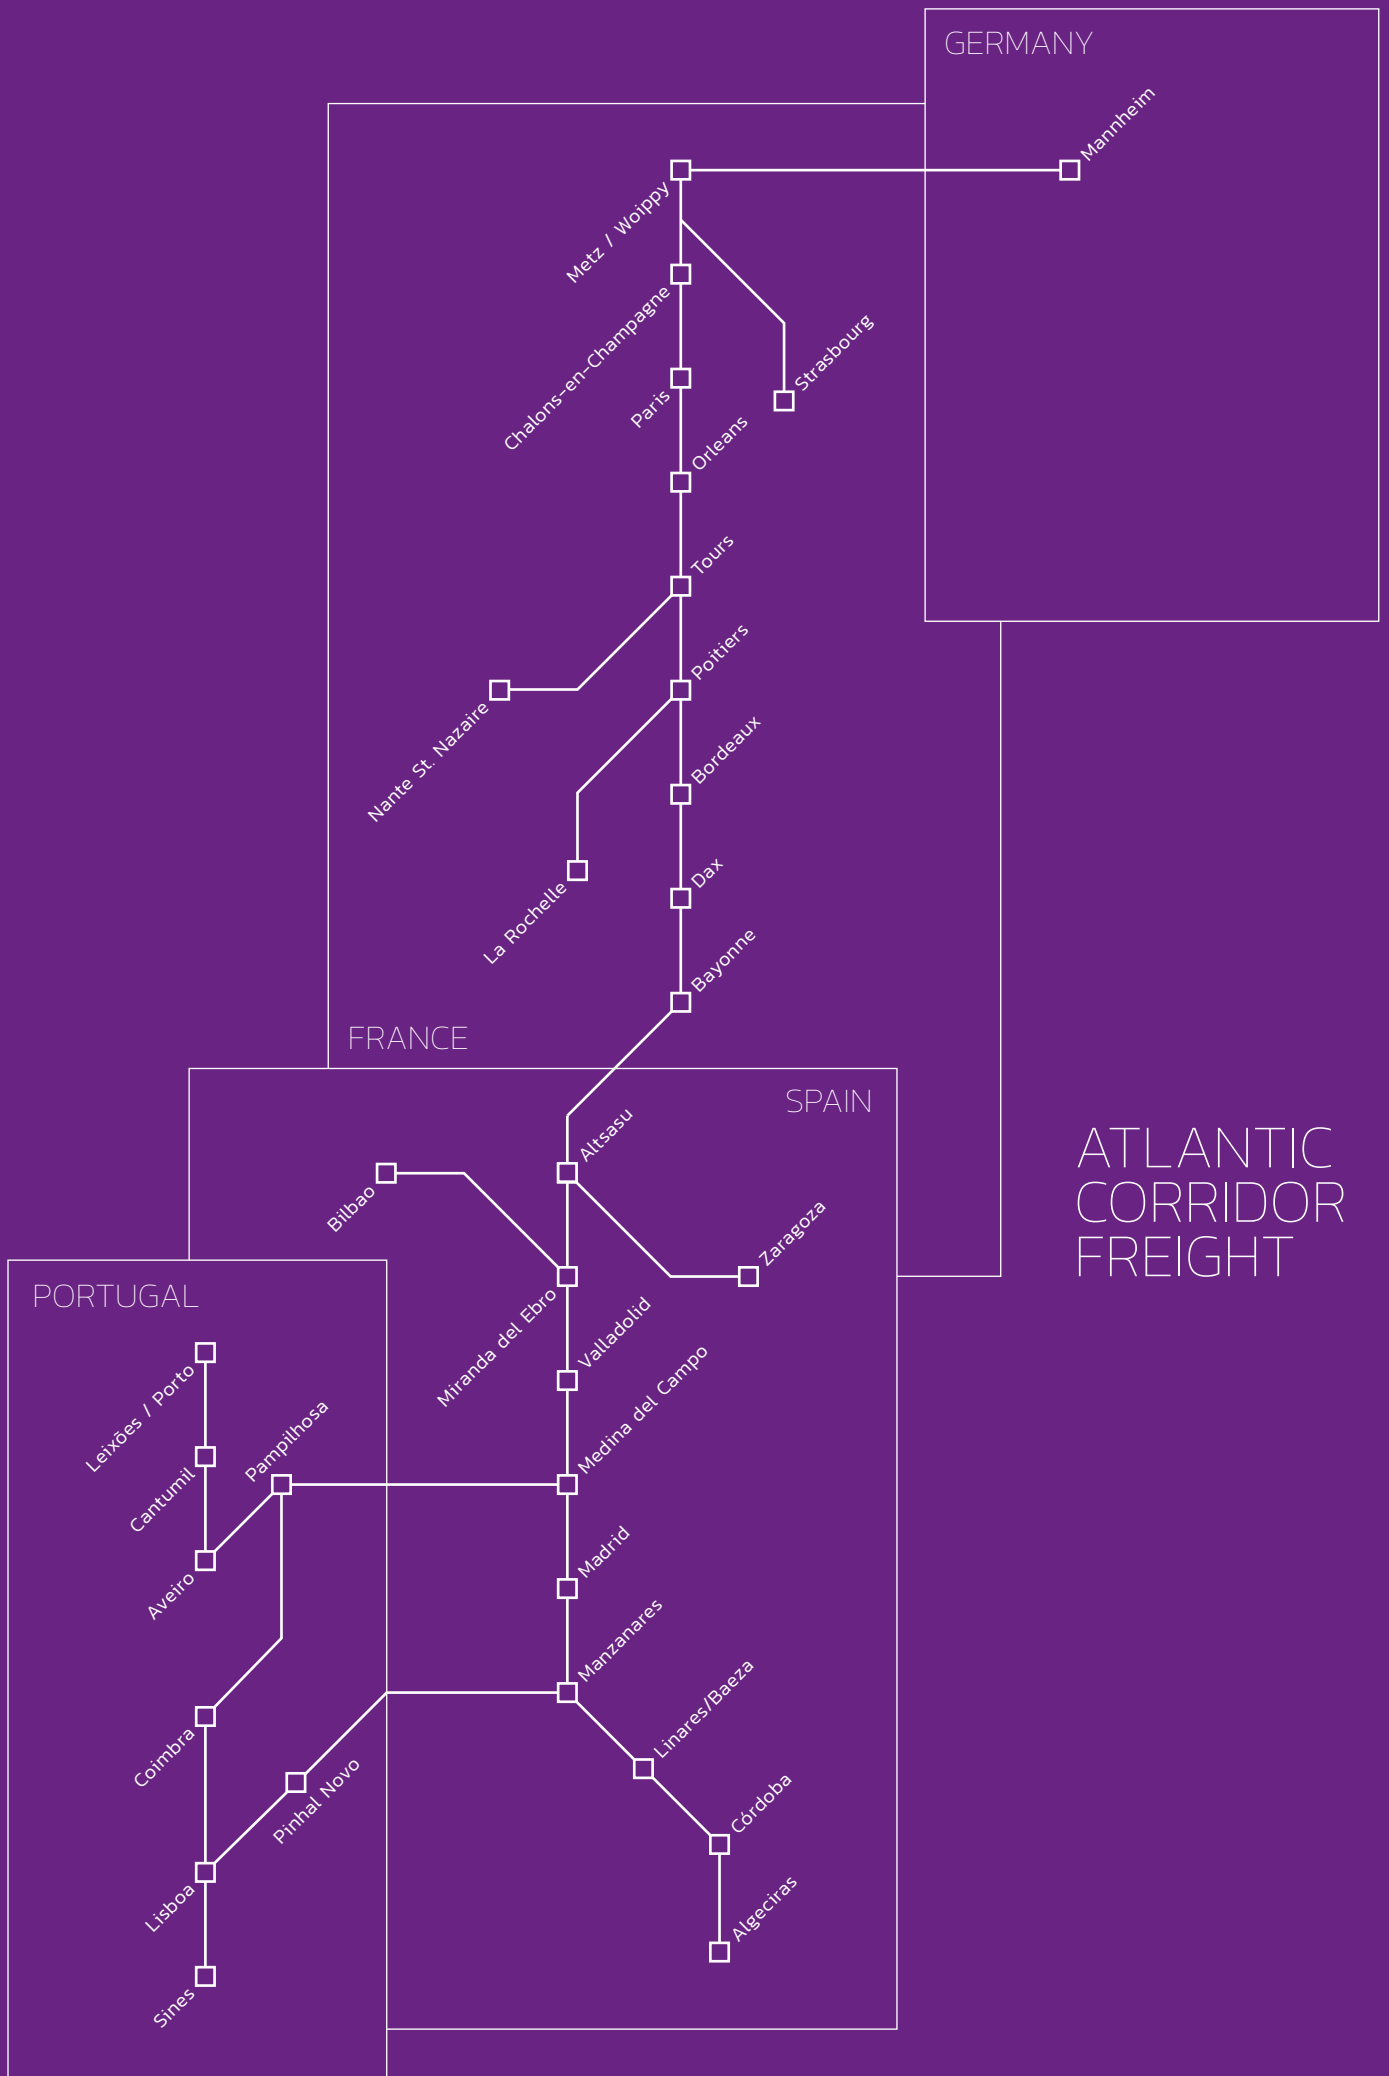 GERMANY
Mannheim
Metz / Woippy
Chalons-en-Champagne
Strasbourg
Paris
Orleans
Tours
Poitiers
Nante St. Nazaire
Bordeaux
La Rochelle
Dax
Bayonne
FRANCE
SPAIN
Altsasu
Bilbao
Zaragoza
Miranda del Ebro
Valladolid
Medina del Campo
ATLANTIC
CORRIDOR
FREIGHT
PORTUGAL
Leixões / Porto
Pampilhosa
Cantumil
Aveiro
Madrid
Manzanares
Coimbra
Pinhal Novo
Linares/Baeza
Córdoba
Lisboa
Algeciras
Sines